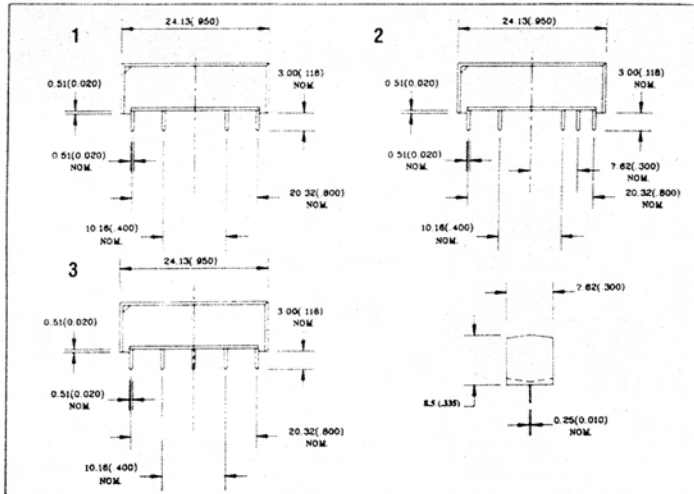 1
24.13(.950)
0.51(0.020)
3.00(.118)
NOM.
0.51(0.020)
NOM.
20.32(.800)
NOM.
10.16(.400)
NOM.
2
24.13(.950)
0.51(0.020)
3.00(.118)
NOM.
0.51(0.020)
NOM.
7.62(.300)
NOM.
20.32(.800)
NOM.
10.16(.400)
NOM.
3
24.13(.950)
0.51(0.020)
3.00(.118)
NOM.
0.51(0.020)
NOM.
20.32(.800)
NOM.
10.16(.400)
NOM.
7.62(.300)
8.5 (.335)
0.25(0.010)
NOM.